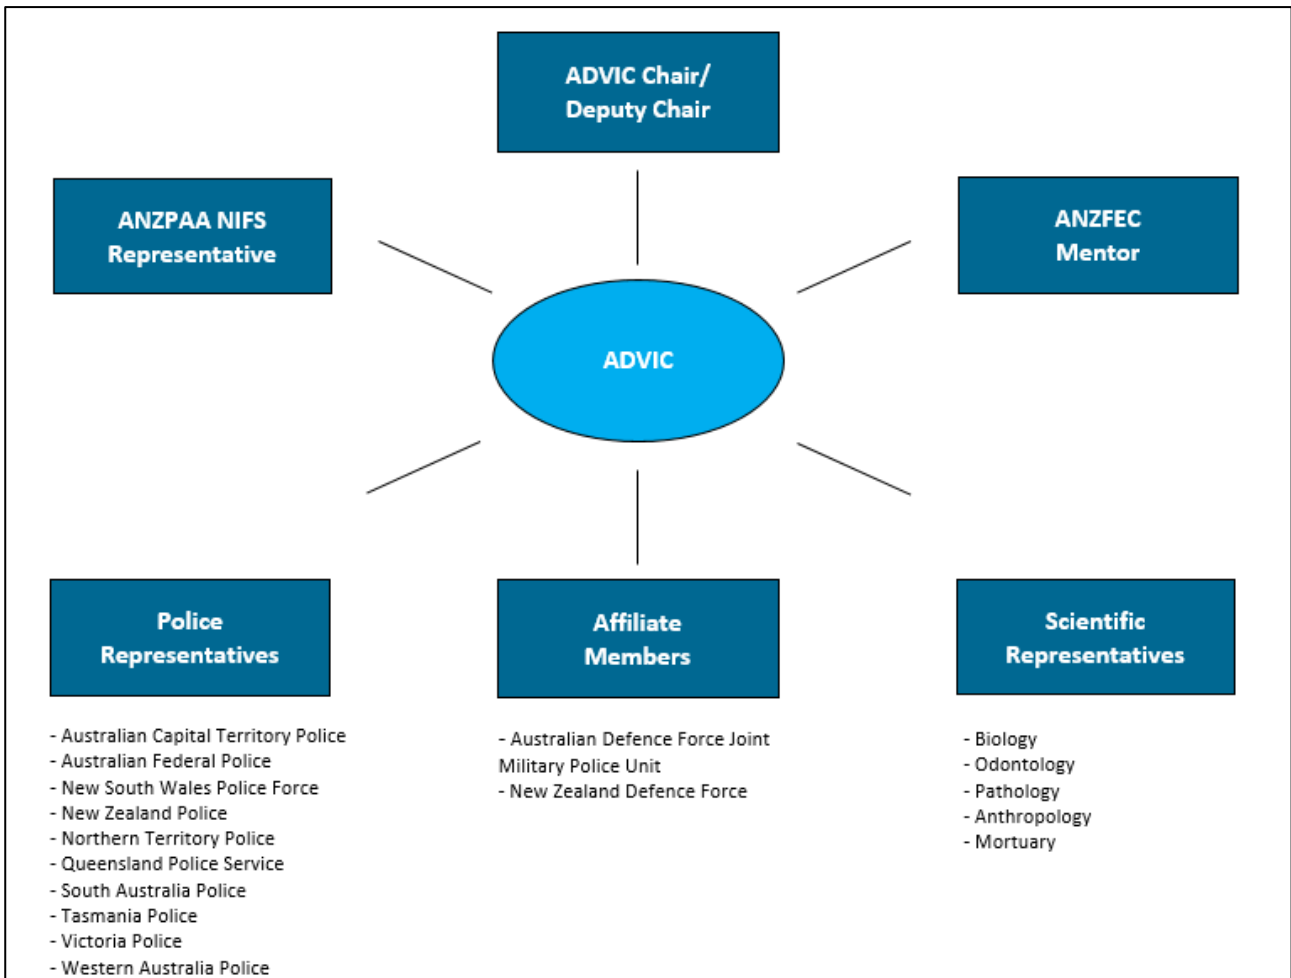 ADVIC Chair/
Deputy Chair
ANZPAA NIFS
Representative
ANZFEC
Mentor
ADVIC
Police
Representatives
- Australian Capital Territory Police
- Australian Federal Police
- New South Wales Police Force
- New Zealand Police
- Northern Territory Police
- Queensland Police Service
- South Australia Police
- Tasmania Police
- Victoria Police
- Western Australia Police
Affiliate
Members
- Australian Defence Force Joint
Military Police Unit
- New Zealand Defence Force
Scientific
Representatives
- Biology
- Odontology
- Pathology
- Anthropology
- Mortuary